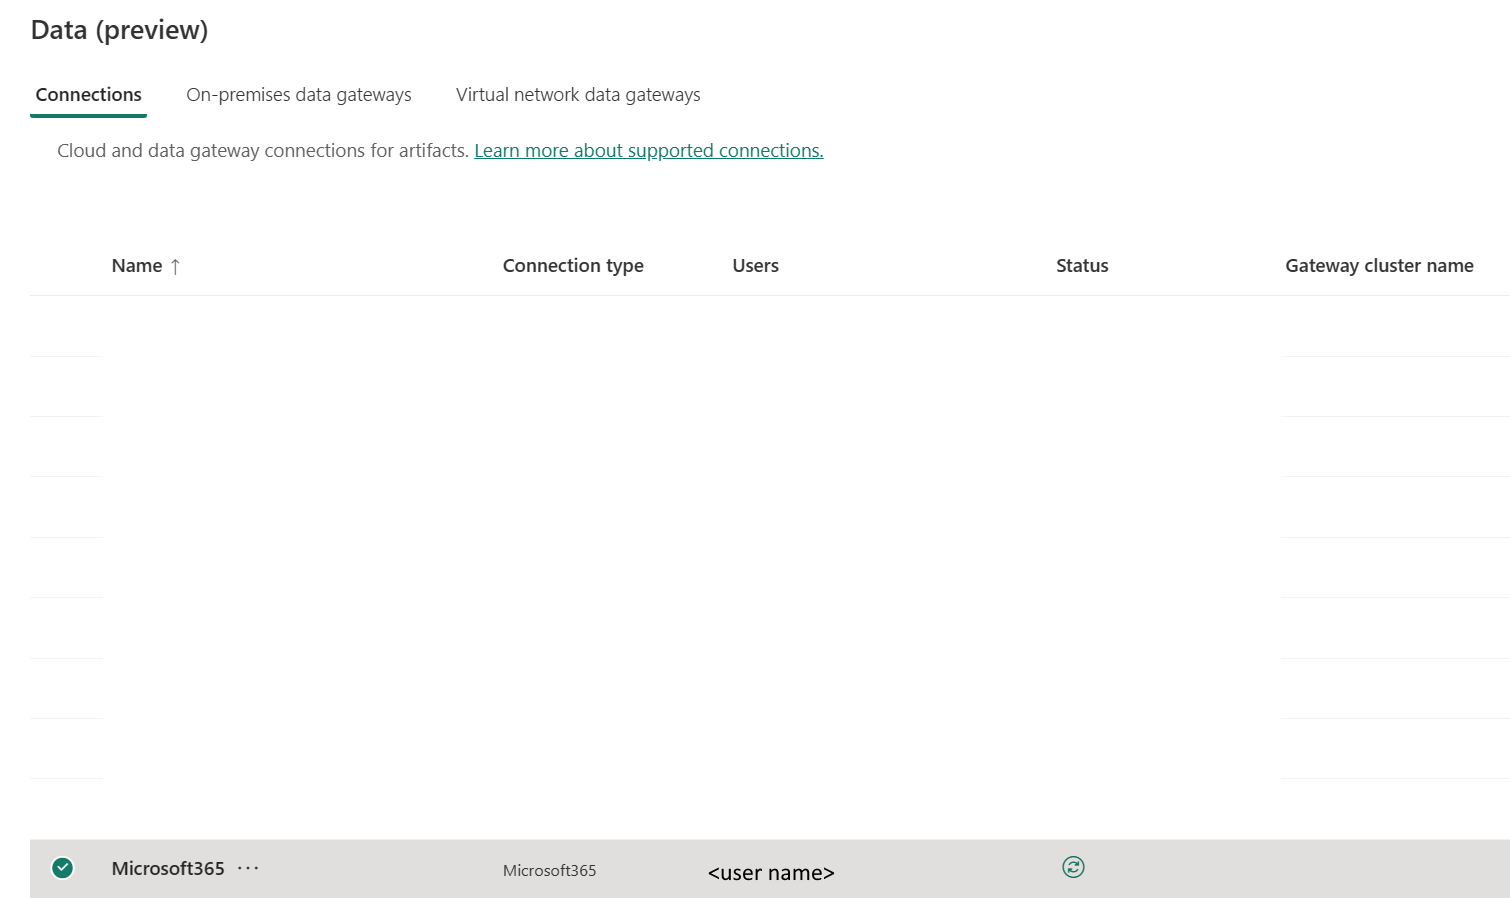 Data (preview)
Connections On-premises data gateways Virtual network data gateways
Cloud and data gateway connections for artifacts. Learn more about supported connections.
Name ↑ Connection type Users Status Gateway cluster name
Microsoft365 ··· Microsoft365 <user name>